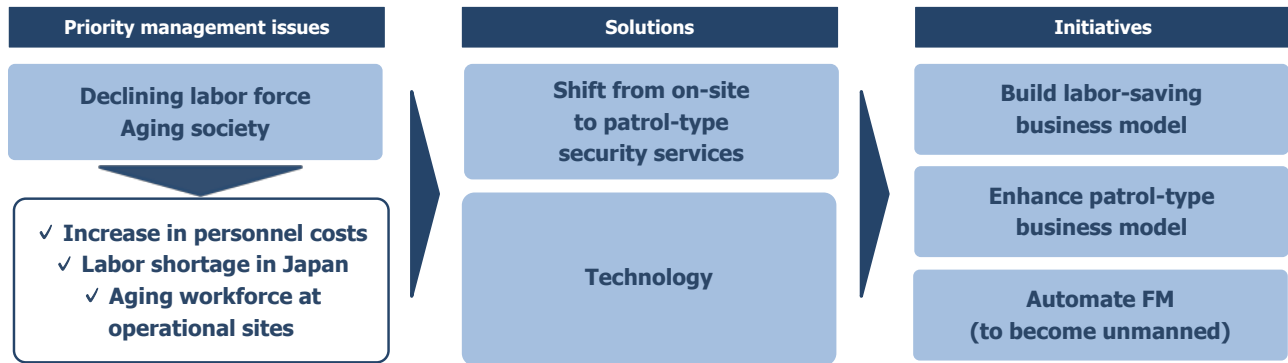 Priority management issues
Declining labor force
Aging society
✓ Increase in personnel costs
✓ Labor shortage in Japan
✓ Aging workforce at
operational sites
Solutions
Shift from on-site
to patrol-type
security services
Technology
Initiatives
Build labor-saving
business model
Enhance patrol-type
business model
Automate FM
(to become unmanned)